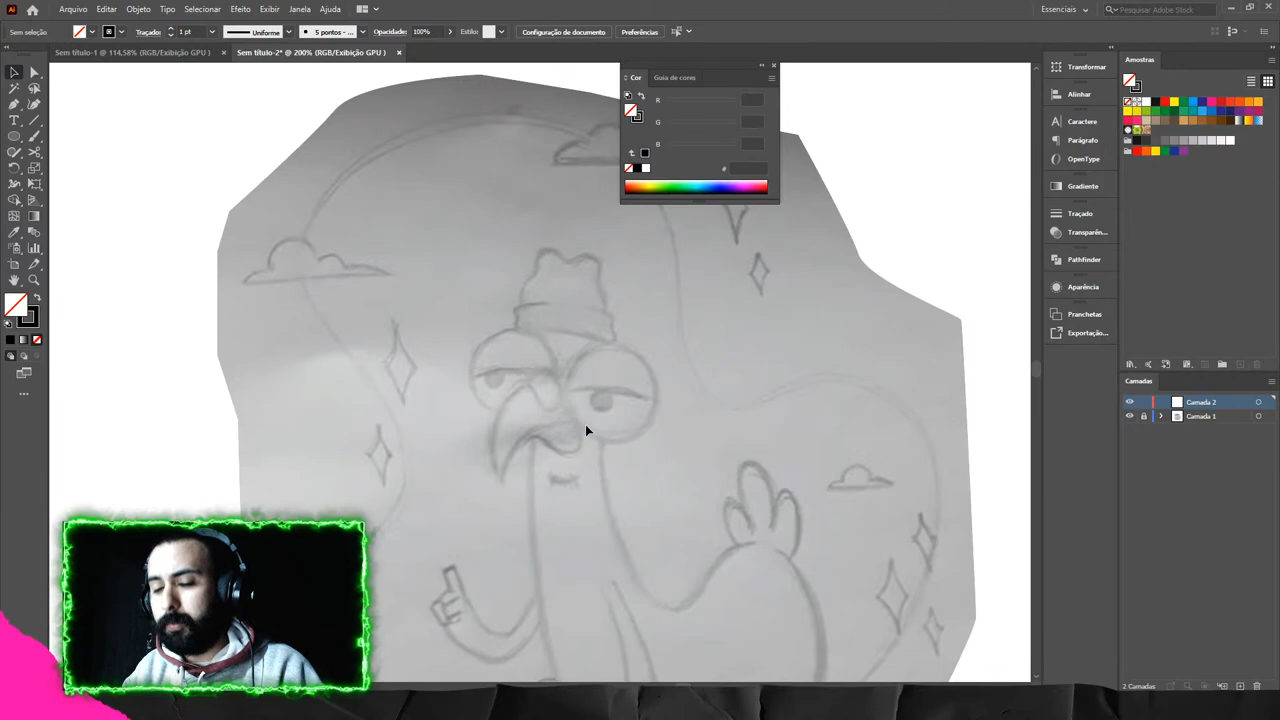 Ai Arquivo Editar Objeto Tipo Selecionar Efeito Exibir Janela Ajuda Essenciais Pesquisar Adobe Stock
Sem seleção Traçado: 1 pt Uniforme 5 pontos - ... Opacidade: 100% Estilo: Configuração de documento Preferências
Sem título-1 @ 114,58% (RGB/Exibição GPU ) × Sem título-2* @ 200% (RGB/Exibição GPU ) ×
Cor Guia de cores
R
G
B
#
Transformar
Alinhar
Caractere
Parágrafo
OpenType
Gradiente
Traçado
Transparên...
Pathfinder
Aparência
Pranchetas
Exportação...
Amostras
Camadas
Camada 2
Camada 1
2 Camadas